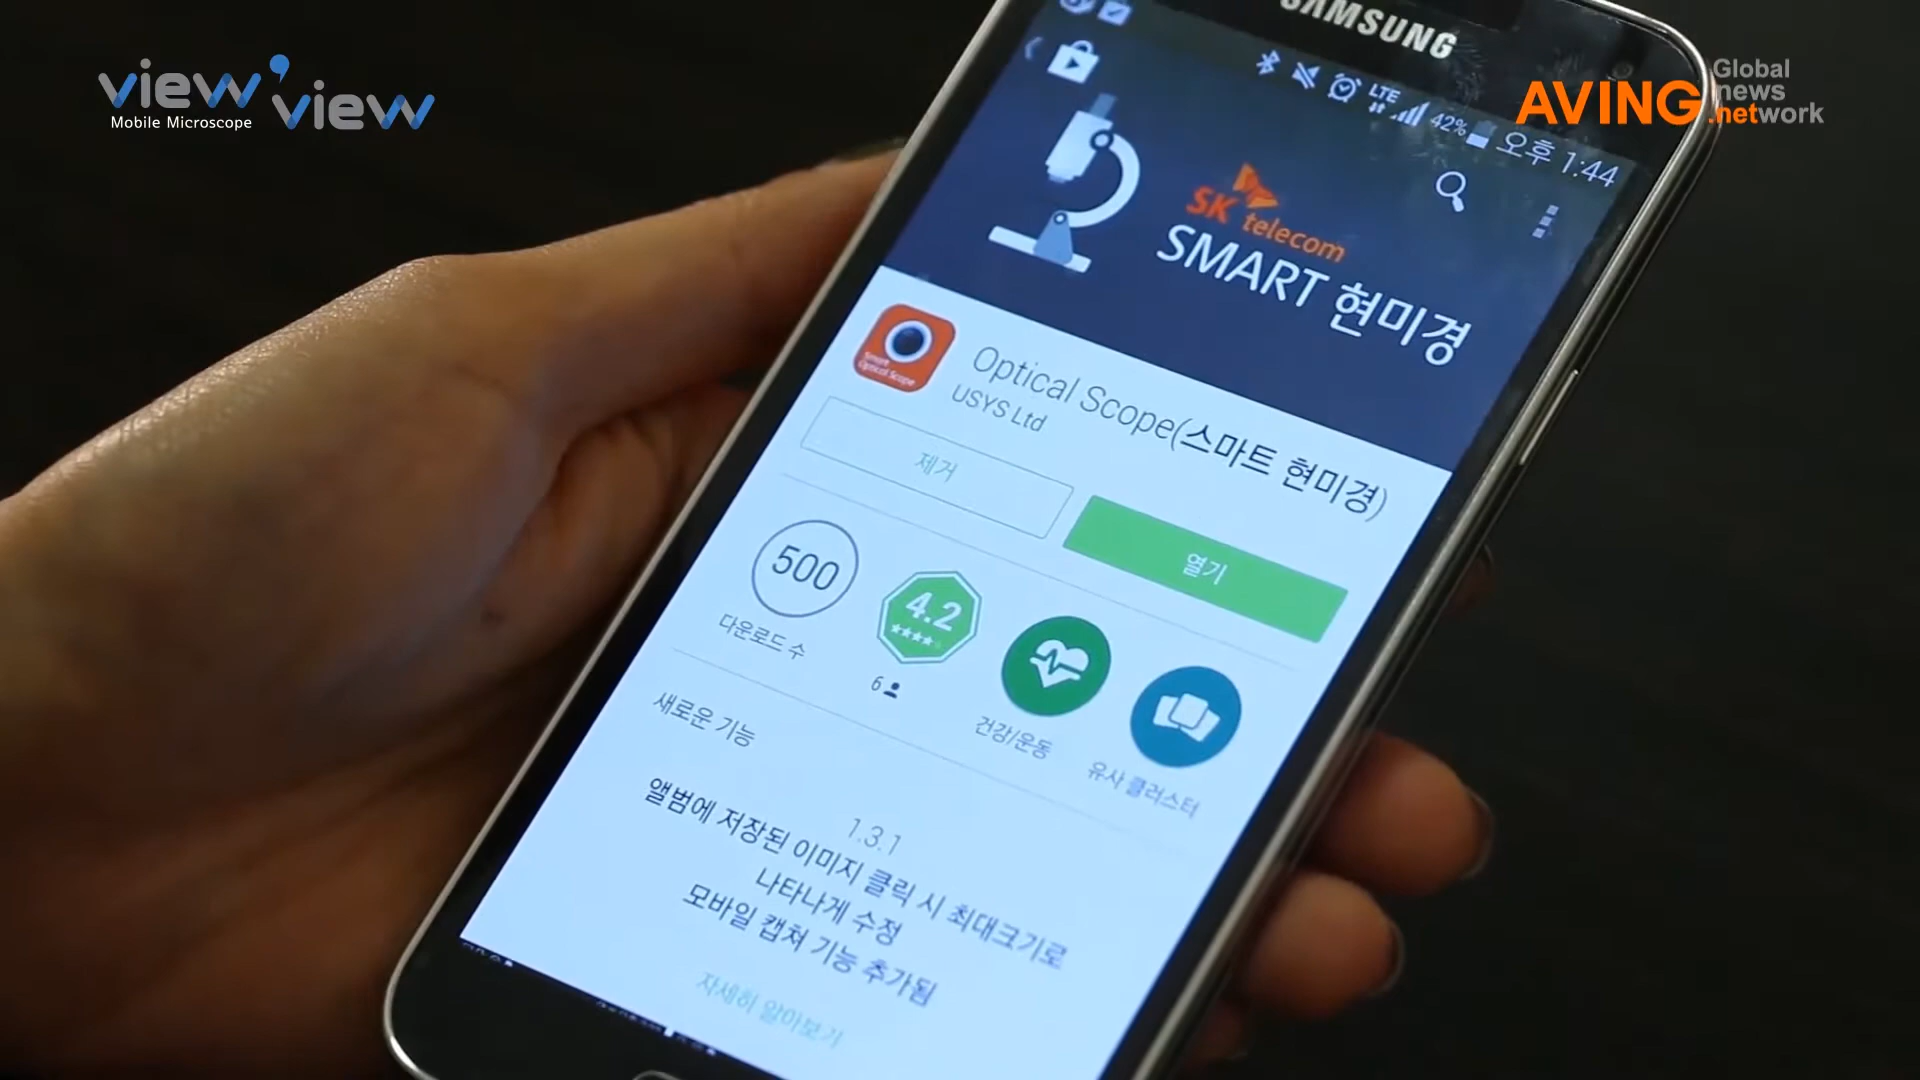 view view
Mobile Microscope
AVING Global
news
.network
SAMSUNG
LTE 42% 오후 1:44
SK telecom
SMART 현미경
Smart
Optical Scope
Optical Scope(스마트 현미경)
USYS Ltd
제거
열기
500
다운로드 수
4.2
6
건강/운동
유사 클러스터
새로운 기능
1.3.1
앨범에 저장된 이미지 클릭 시 최대크기로
나타나게 수정
모바일 캡쳐 기능 추가됨
자세히 알아보기